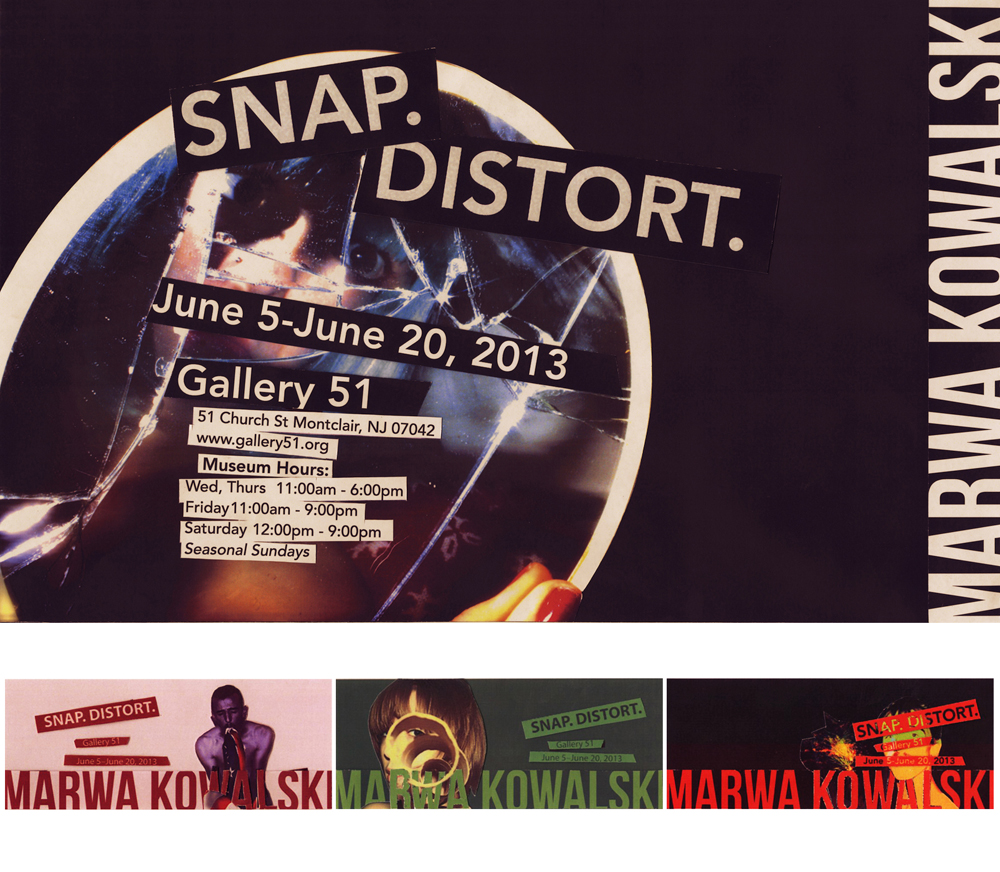 SNAP.
DISTORT.
June 5-June 20, 2013
Gallery 51
51 Church St Montclair, NJ 07042
www.gallery51.org
Museum Hours:
Wed, Thurs 11:00am - 6:00pm
Friday 11:00am - 9:00pm
Saturday 12:00pm - 9:00pm
Seasonal Sundays
MARWA KOWALSKI
SNAP. DISTORT.
Gallery 51
June 5-June 20, 2013
MARWA KOWALSKI
SNAP. DISTORT.
Gallery 51
June 5-June 20, 2013
MARWA KOWALSKI
SNAP. DISTORT.
Gallery 51
June 5-June 20, 2013
MARWA KOWALSKI